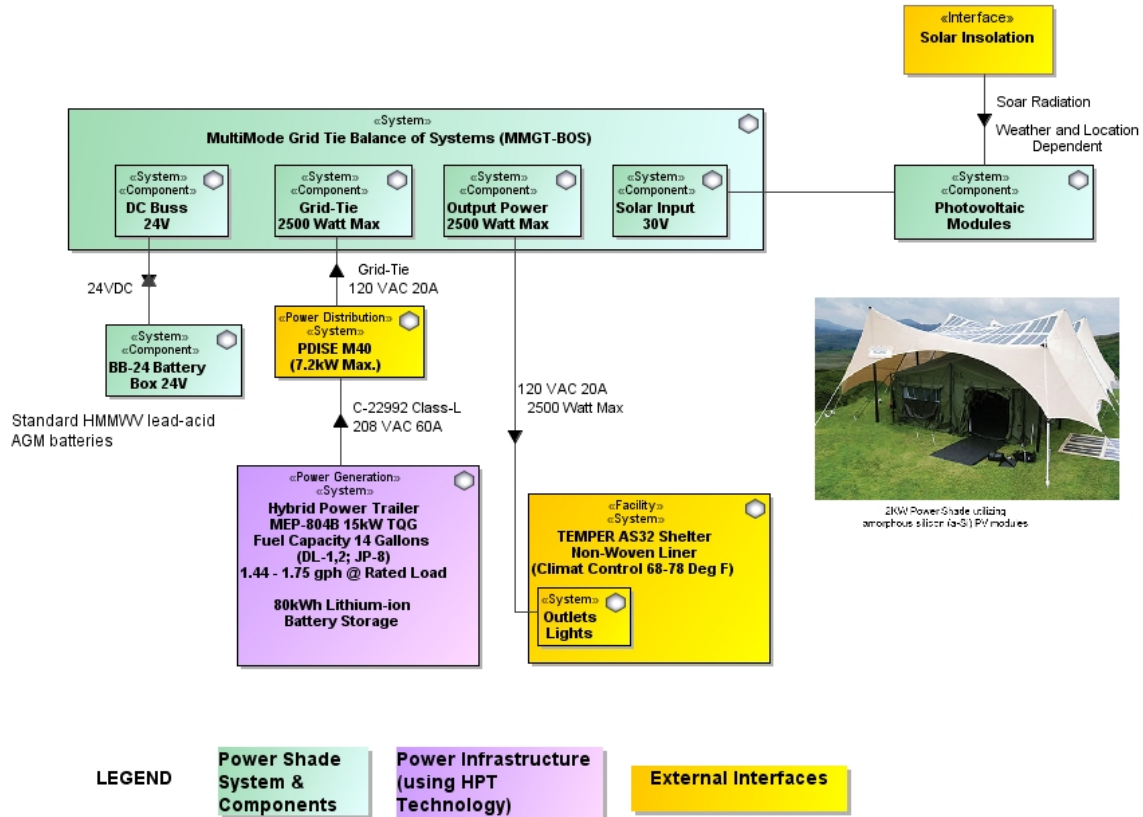 «Interface»
Solar Insolation
Soar Radiation
Weather and Location
Dependent
«System»
MultiMode Grid Tie Balance of Systems (MMGT-BOS)
«System»
«Component»
DC Buss
24V
«System»
«Component»
Grid-Tie
2500 Watt Max
«System»
«Component»
Output Power
2500 Watt Max
«System»
«Component»
Solar Input
30V
«System»
«Component»
Photovoltaic
Modules
24VDC
Grid-Tie
120 VAC 20A
«System»
«Component»
BB-24 Battery
Box 24V
«Power Distribution»
«System»
PDISE M40
(7.2kW Max.)
Standard HMMWV lead-acid
AGM batteries
C-22992 Class-L
208 VAC 60A
120 VAC 20A
2500 Watt Max
«Power Generation»
«System»
Hybrid Power Trailer
MEP-804B 15kW TQG
Fuel Capacity 14 Gallons
(DL-1,2; JP-8)
1.44 - 1.75 gph @ Rated Load
80kWh Lithium-ion
Battery Storage
«Facility»
«System»
TEMPER AS32 Shelter
Non-Woven Liner
(Climat Control 68-78 Deg F)
«System»
Outlets
Lights
2KW Power Shade utilizing
amorphous silicon (a-Si) PV modules
LEGEND
Power Shade
System &
Components
Power Infrastructure
(using HPT
Technology)
External Interfaces